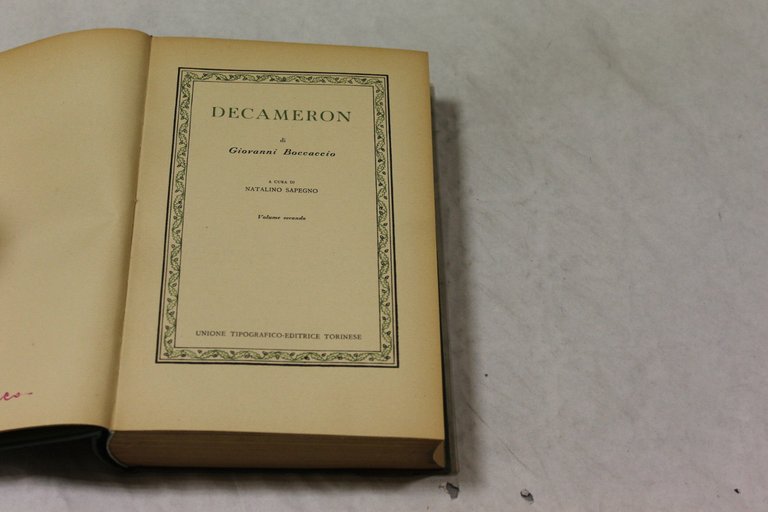 DECAMERON
di
Giovanni Boccaccio
A CURA DI
NATALINO SAPEGNO
Volume secondo
UNIONE TIPOGRAFICO-EDITRICE TORINESE